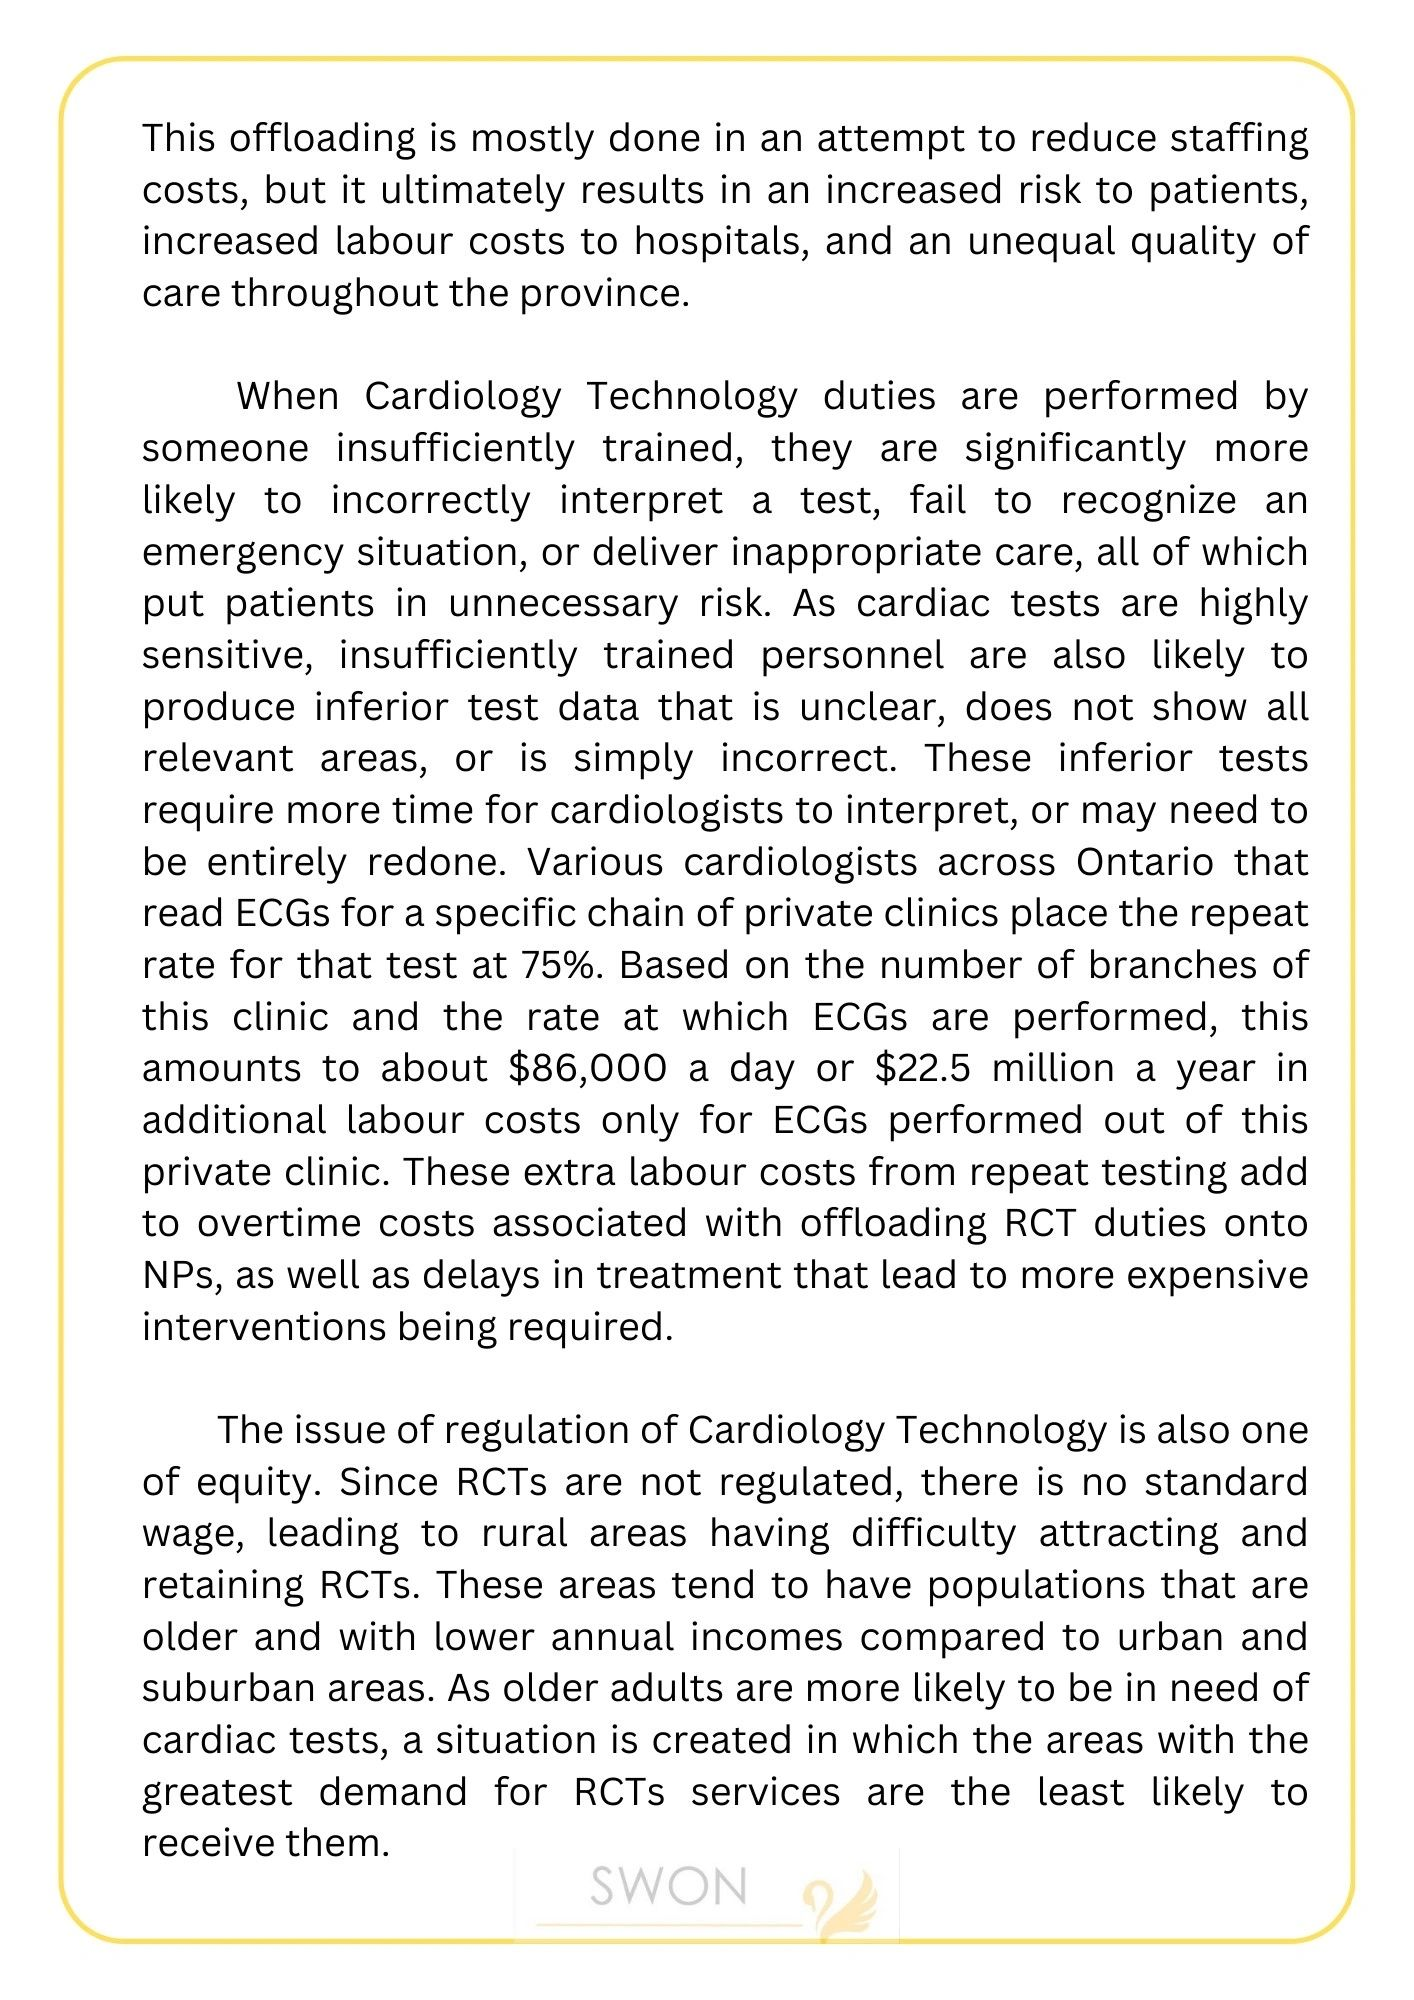 This offloading is mostly done in an attempt to reduce staffing
costs, but it ultimately results in an increased risk to patients,
increased labour costs to hospitals, and an unequal quality of
care throughout the province.
When Cardiology Technology duties are performed by
someone insufficiently trained, they are significantly more
likely to incorrectly interpret a test, fail to recognize an
emergency situation, or deliver inappropriate care, all of which
put patients in unnecessary risk. As cardiac tests are highly
sensitive, insufficiently trained personnel are also likely to
produce inferior test data that is unclear, does not show all
relevant areas, or is simply incorrect. These inferior tests
require more time for cardiologists to interpret, or may need to
be entirely redone. Various cardiologists across Ontario that
read ECGs for a specific chain of private clinics place the repeat
rate for that test at 75%. Based on the number of branches of
this clinic and the rate at which ECGs are performed, this
amounts to about $86,000 a day or $22.5 million a year in
additional labour costs only for ECGs performed out of this
private clinic. These extra labour costs from repeat testing add
to overtime costs associated with offloading RCT duties onto
NPs, as well as delays in treatment that lead to more expensive
interventions being required.
The issue of regulation of Cardiology Technology is also one
of equity. Since RCTs are not regulated, there is no standard
wage, leading to rural areas having difficulty attracting and
retaining RCTs. These areas tend to have populations that are
older and with lower annual incomes compared to urban and
suburban areas. As older adults are more likely to be in need of
cardiac tests, a situation is created in which the areas with the
greatest demand for RCTs services are the least likely to
receive them.
SWON